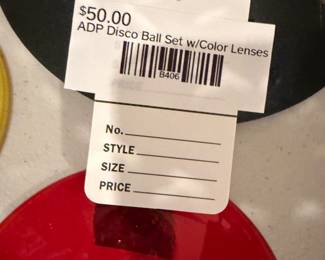 $50.00
ADP Disco Ball Set w/Color Lenses
B406
No.
STYLE
SIZE
PRICE